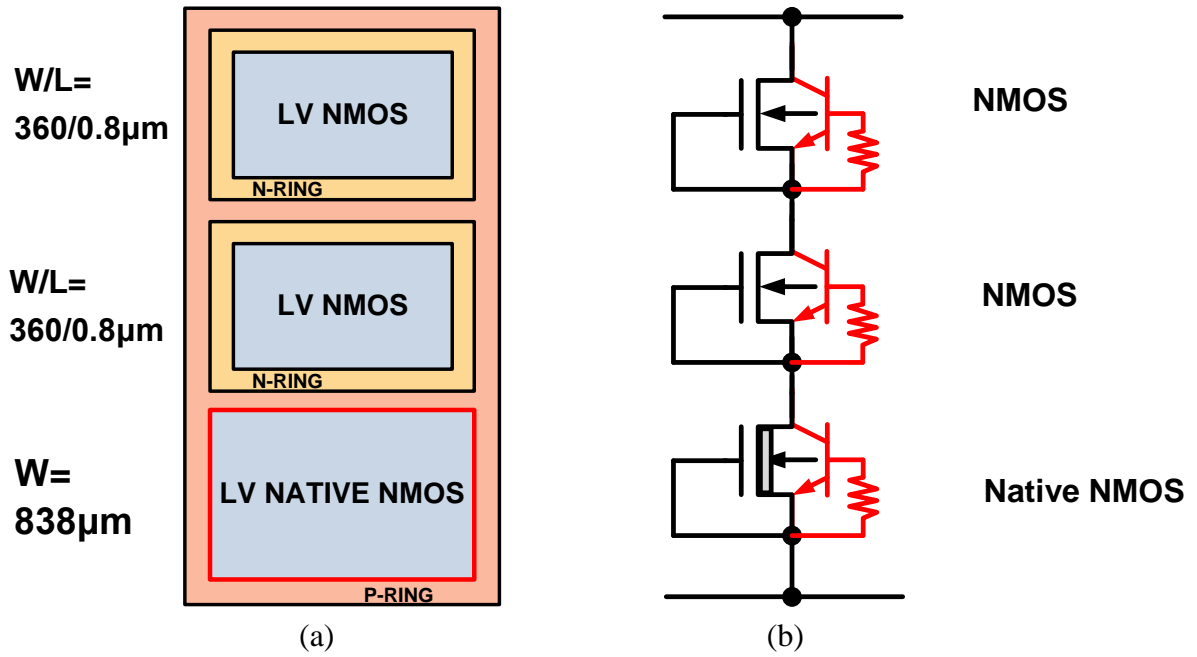 W/L=
360/0.8µm
LV NMOS
N-RING
W/L=
360/0.8µm
LV NMOS
N-RING
W=
838µm
LV NATIVE NMOS
P-RING
(a)
NMOS
NMOS
Native NMOS
(b)